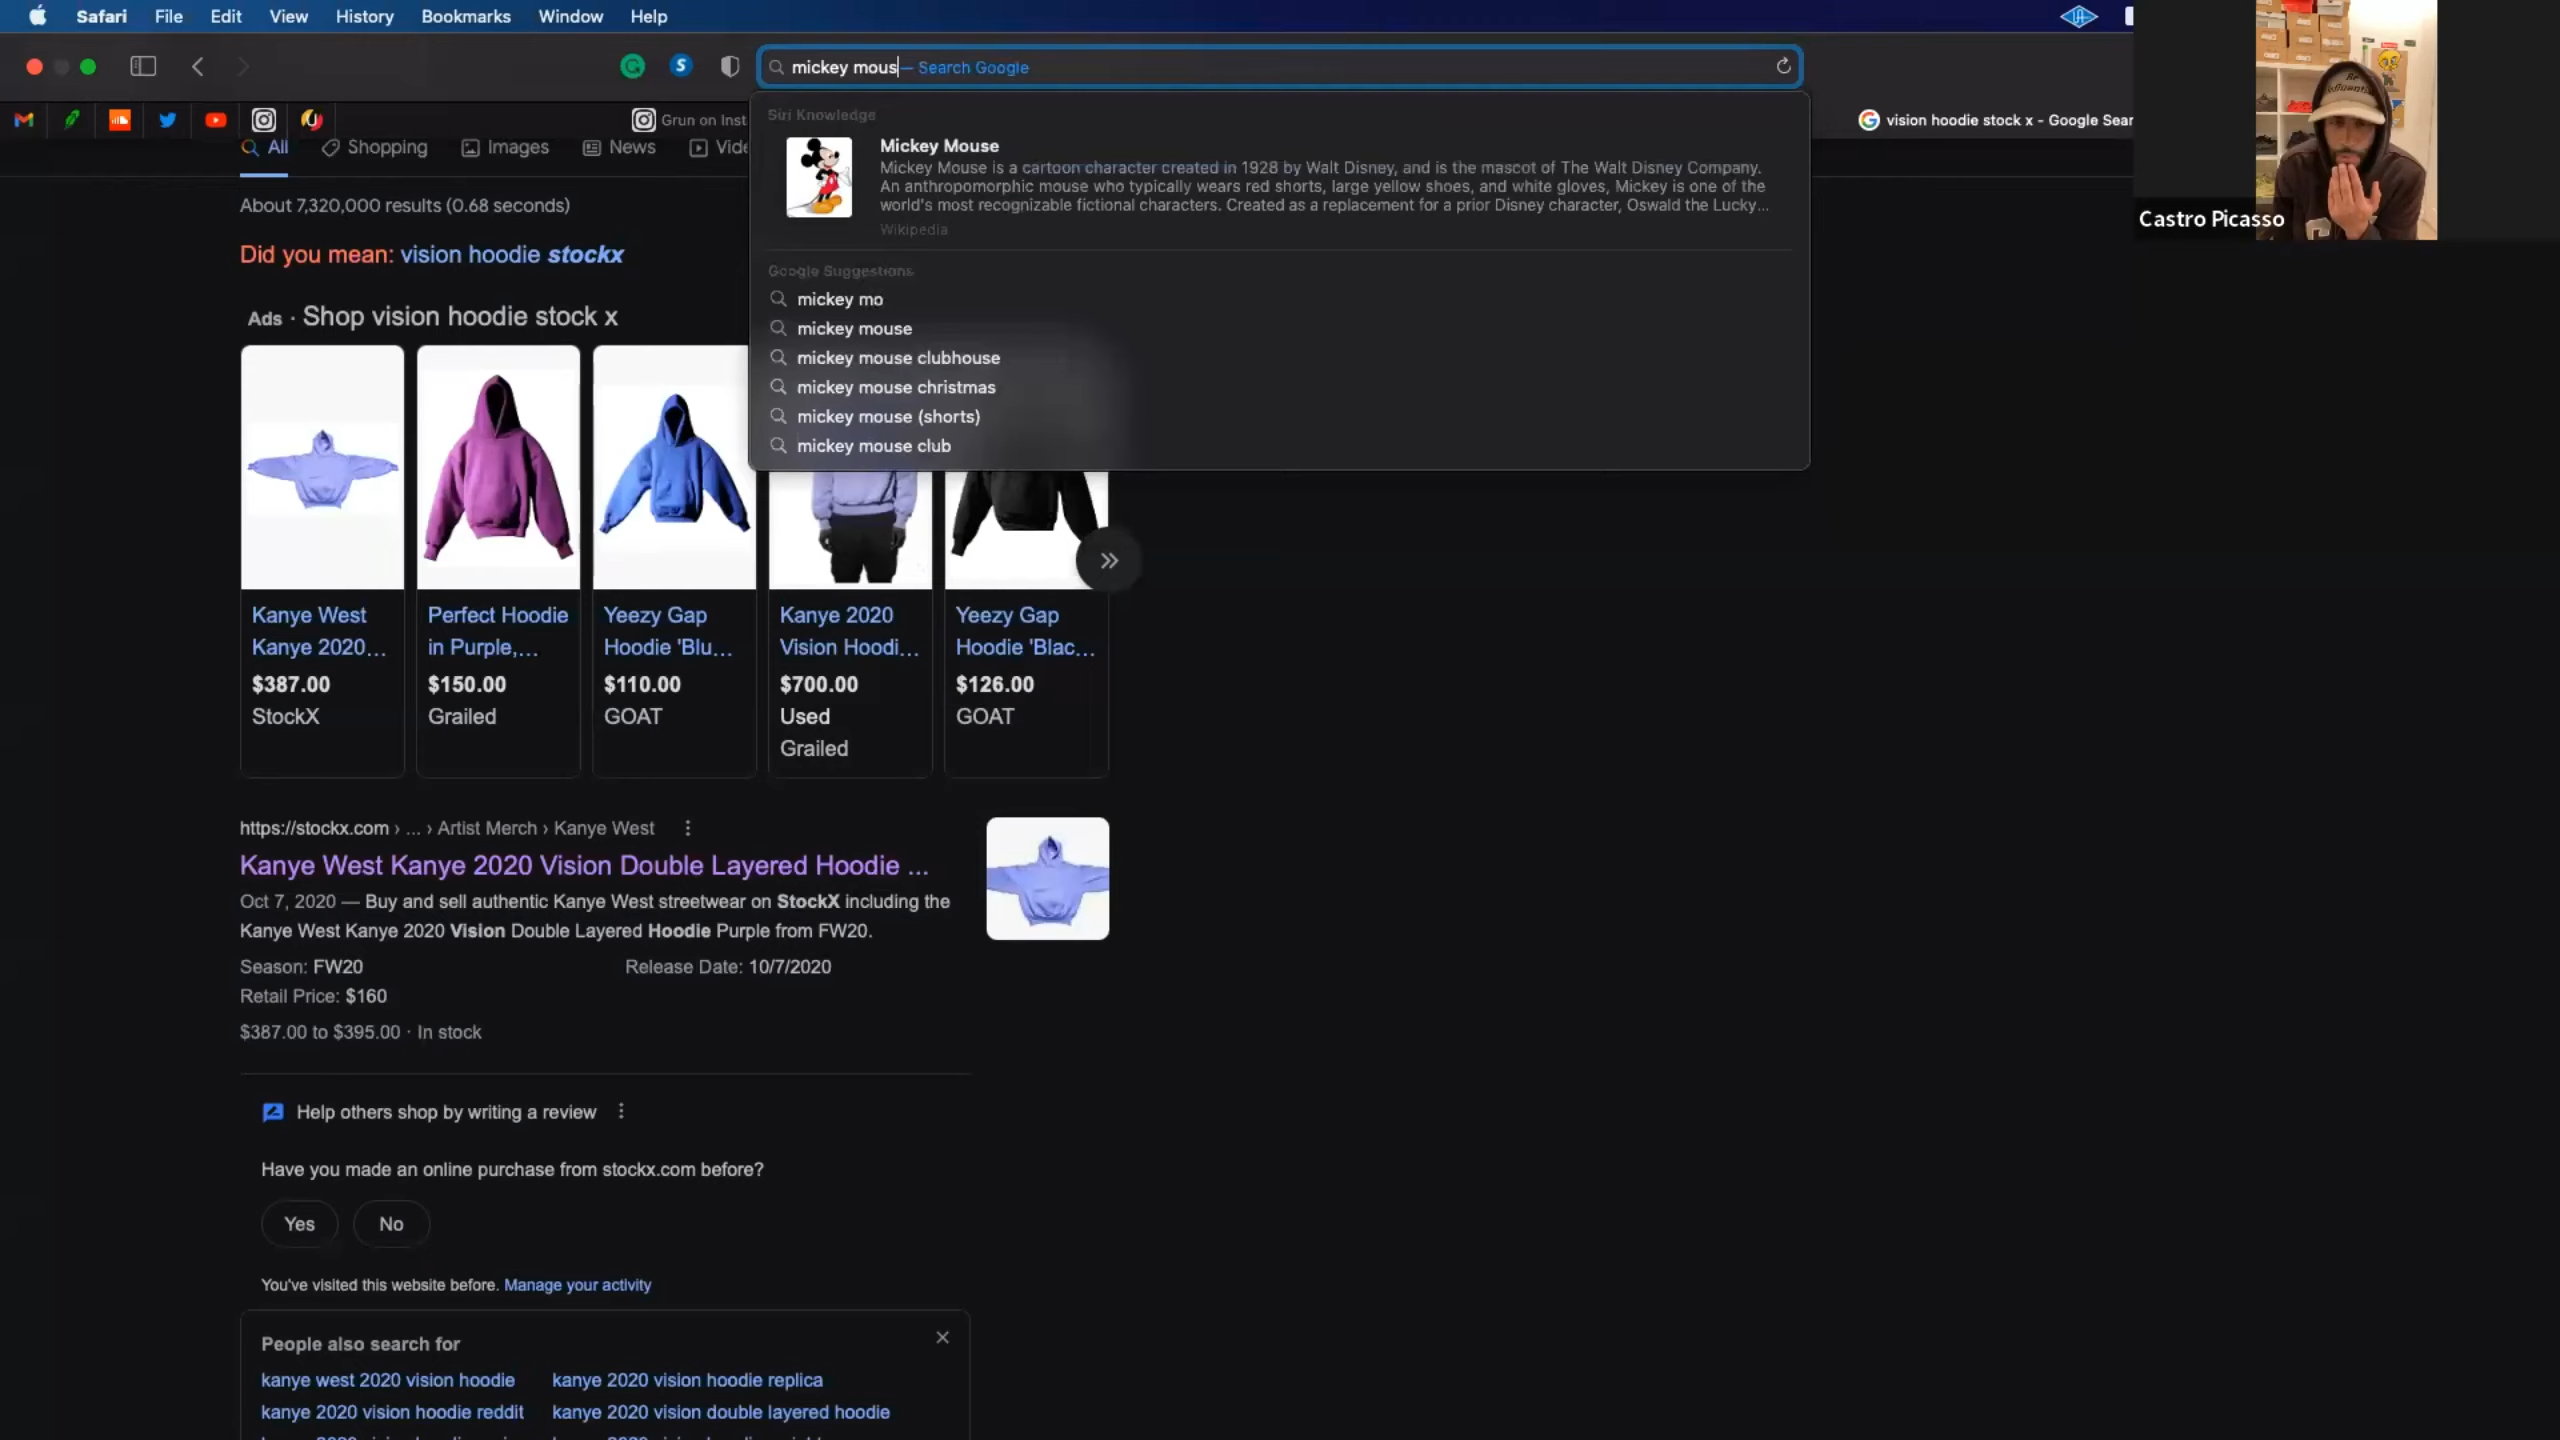 Safari File Edit View History Bookmarks Window Help
mickey mous — Search Google
Grun on Inst
vision hoodie stock x - Google Sear
Siri Knowledge
Mickey Mouse
Mickey Mouse is a cartoon character created in 1928 by Walt Disney, and is the mascot of The Walt Disney Company.
An anthropomorphic mouse who typically wears red shorts, large yellow shoes, and white gloves, Mickey is one of the
world's most recognizable fictional characters. Created as a replacement for a prior Disney character, Oswald the Lucky...
Wikipedia
Google Suggestions
mickey mo
mickey mouse
mickey mouse clubhouse
mickey mouse christmas
mickey mouse (shorts)
mickey mouse club
Castro Picasso
All Shopping Images News Vide
About 7,320,000 results (0.68 seconds)
Did you mean: vision hoodie stockx
Ads · Shop vision hoodie stock x
Kanye West
Kanye 2020...
$387.00
StockX
Perfect Hoodie
in Purple,...
$150.00
Grailed
Yeezy Gap
Hoodie 'Blu...
$110.00
GOAT
Kanye 2020
Vision Hoodi...
$700.00
Used
Grailed
Yeezy Gap
Hoodie 'Blac...
$126.00
GOAT
https://stockx.com › ... › Artist Merch › Kanye West
Kanye West Kanye 2020 Vision Double Layered Hoodie ...
Oct 7, 2020 — Buy and sell authentic Kanye West streetwear on StockX including the
Kanye West Kanye 2020 Vision Double Layered Hoodie Purple from FW20.
Season: FW20 Release Date: 10/7/2020
Retail Price: $160
$387.00 to $395.00 · In stock
Help others shop by writing a review
Have you made an online purchase from stockx.com before?
Yes No
You've visited this website before. Manage your activity
People also search for
kanye west 2020 vision hoodie kanye 2020 vision hoodie replica
kanye 2020 vision hoodie reddit kanye 2020 vision double layered hoodie